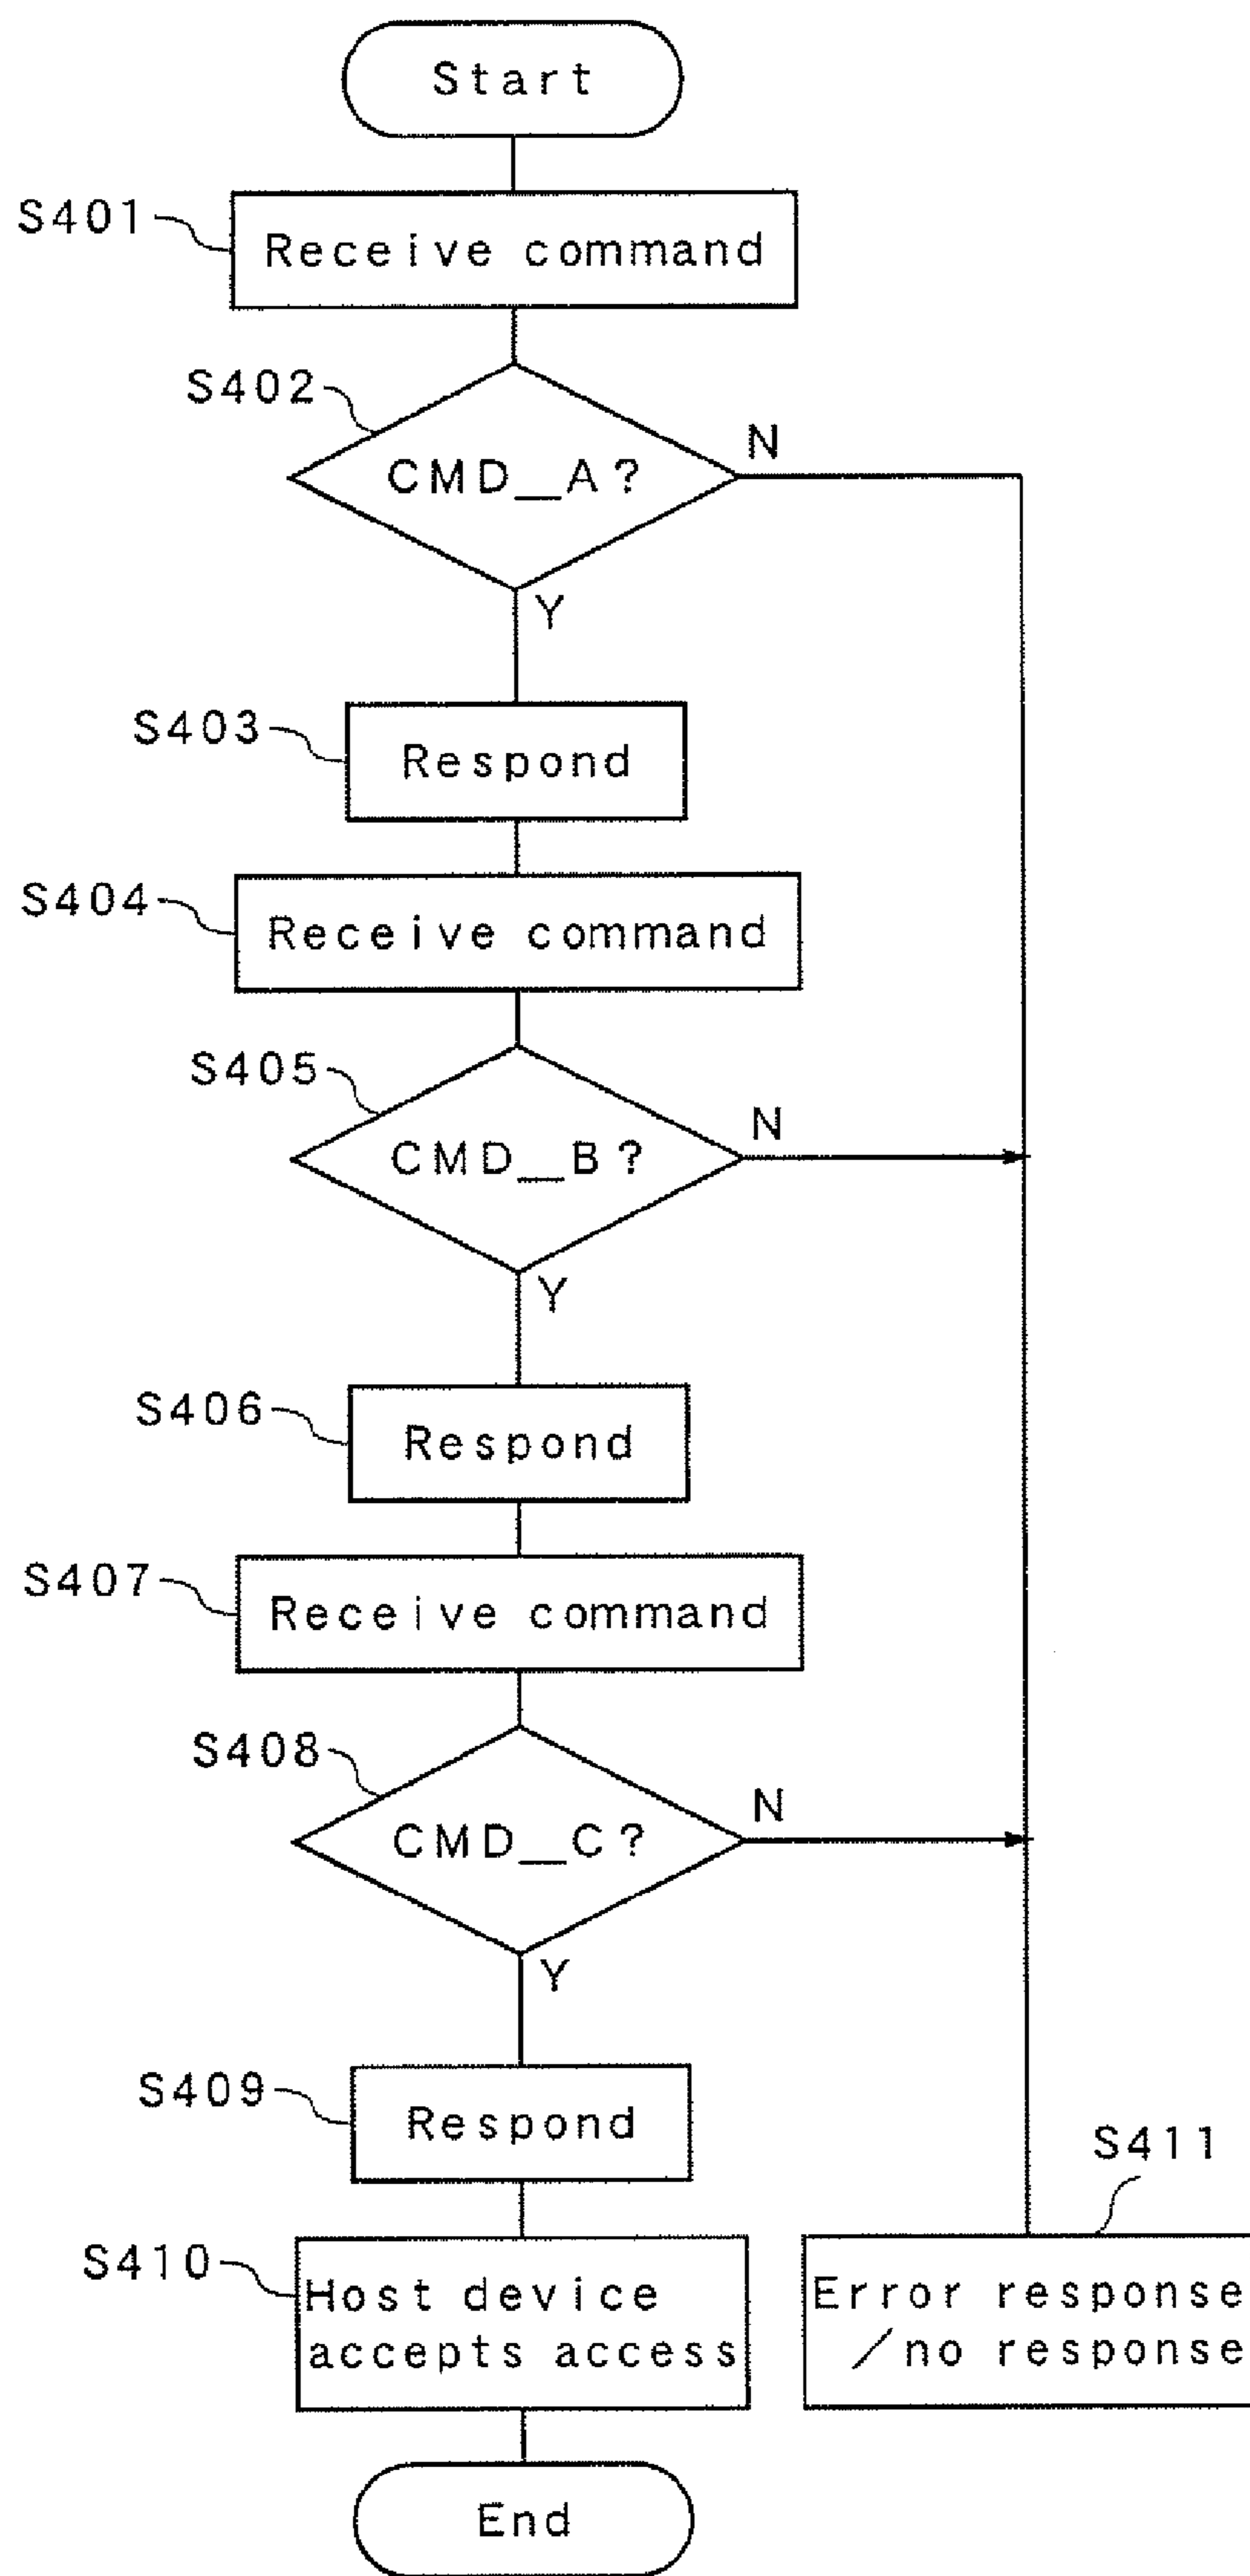 Start
S401
Receive command
S402
CMD_A?
N
Y
S403
Respond
S404
Receive command
S405
CMD_B?
N
Y
S406
Respond
S407
Receive command
S408
CMD_C?
N
Y
S409
Respond
S410
Host device
accepts access
S411
Error response
/no response
End